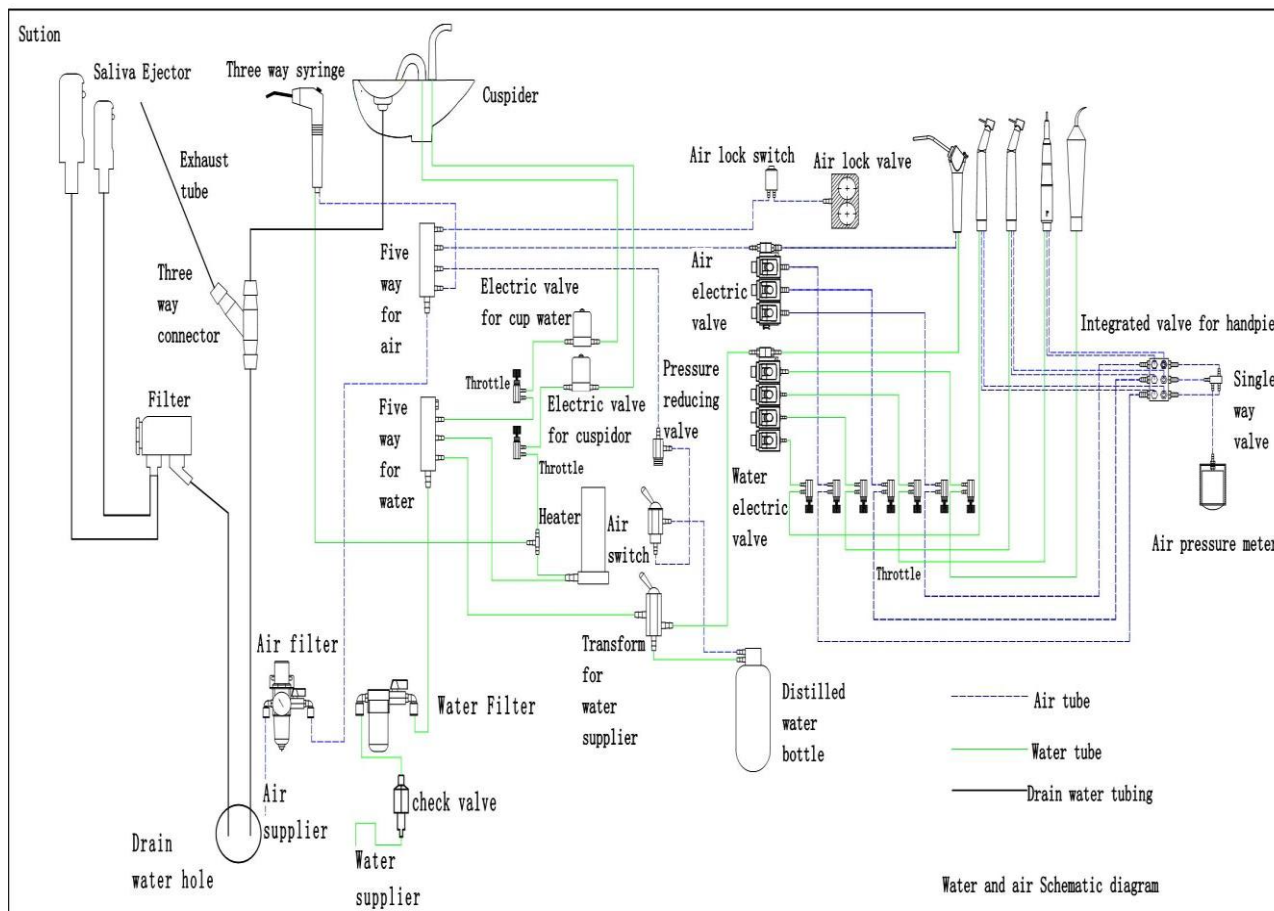 Sution
Saliva Ejector
Three way syringe
Cuspider
Exhaust
tube
Air lock switch
Air lock valve
Three
way
connector
Five
way
for
air
Electric valve
for cup water
Air
electric
valve
Integrated valve for handpie
Throttle
Filter
Five
way
for
water
Electric valve
for cuspidor
Pressure
reducing
valve
Single
way
valve
Throttle
Heater
Air
switch
Water
electric
valve
Throttle
Air pressure meter
Air filter
Water Filter
Transform
for
water
supplier
Distilled
water
bottle
Air tube
Water tube
Drain water tubing
Air
supplier
check valve
Drain
water hole
Water
supplier
Water and air Schematic diagram